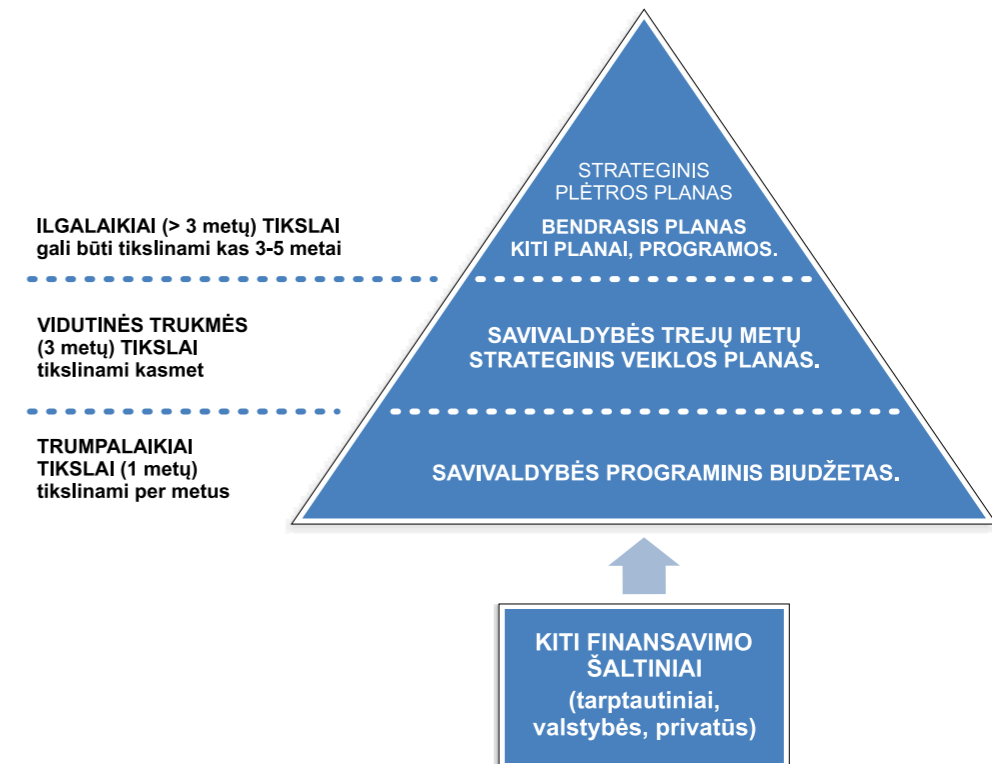 STRATEGINIS
PLĖTROS PLANAS
BENDRASIS PLANAS
KITI PLANAI, PROGRAMOS.
ILGALAIKIAI (> 3 metų) TIKSLAI
gali būti tikslinami kas 3-5 metai
VIDUTINĖS TRUKMĖS
(3 metų) TIKSLAI
tikslinami kasmet
SAVIVALDYBĖS TREJŲ METŲ
STRATEGINIS VEIKLOS PLANAS.
TRUMPALAIKIAI
TIKSLAI (1 metų)
tikslinami per metus
SAVIVALDYBĖS PROGRAMINIS BIUDŽETAS.
KITI FINANSAVIMO
ŠALTINIAI
(tarptautiniai,
valstybės, privatūs)